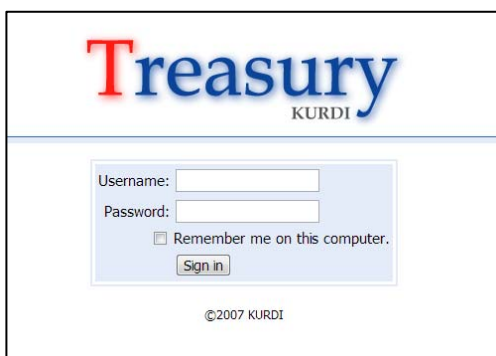 Treasury
KURDI
Username:
Password:
Remember me on this computer.
Sign in
©2007 KURDI